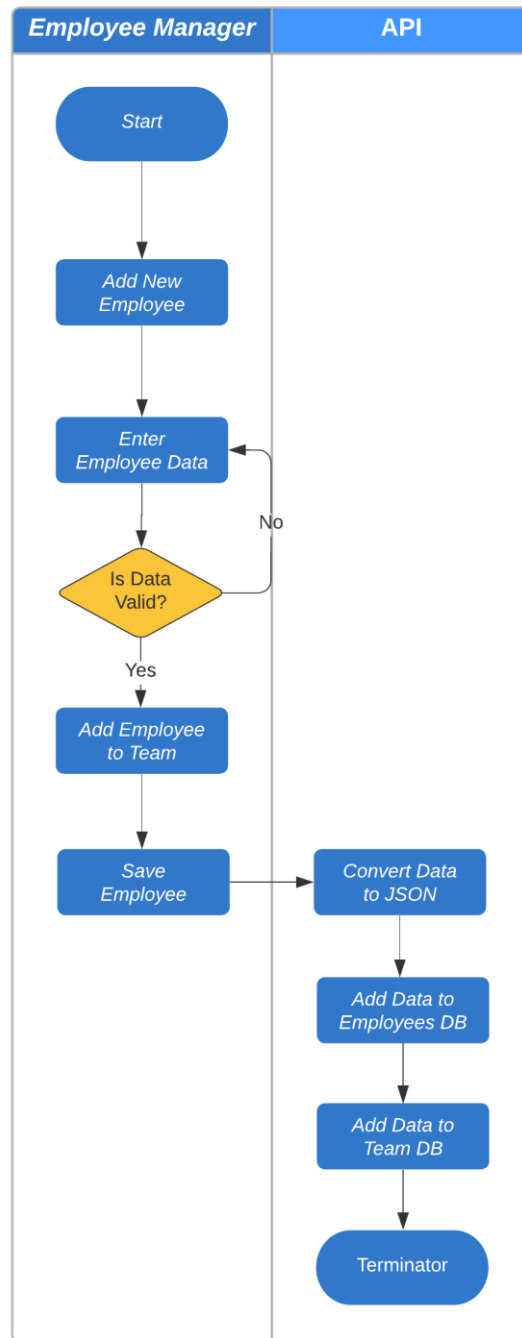 Employee Manager
API
Start
Add New
Employee
Enter
Employee Data
No
Is Data
Valid?
Yes
Add Employee
to Team
Save
Employee
Convert Data
to JSON
Add Data to
Employees DB
Add Data to
Team DB
Terminator